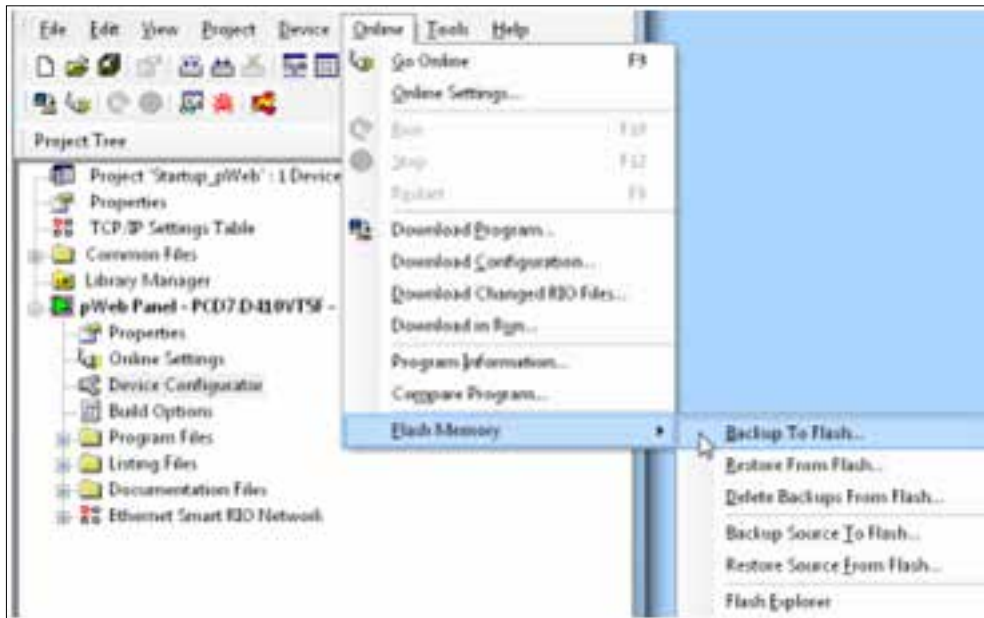 File Edit View Project Device Online Tools Help
Go Online F9
Online Settings...
Run F10
Stop F12
Restart F9
Download Program...
Download Configuration...
Download Changed RIO Files...
Download in Run...
Program Information...
Compare Program...
Flash Memory
Backup To Flash...
Restore From Flash...
Delete Backups From Flash...
Backup Source To Flash...
Restore Source From Flash...
Flash Explorer
Project Tree
Project 'Startup_pWeb' : 1 Device
Properties
TCP/IP Settings Table
Common Files
Library Manager
pWeb Panel - PCD7.D410VT5F -
Properties
Online Settings
Device Configurator
Build Options
Program Files
Listing Files
Documentation Files
Ethernet Smart RIO Network